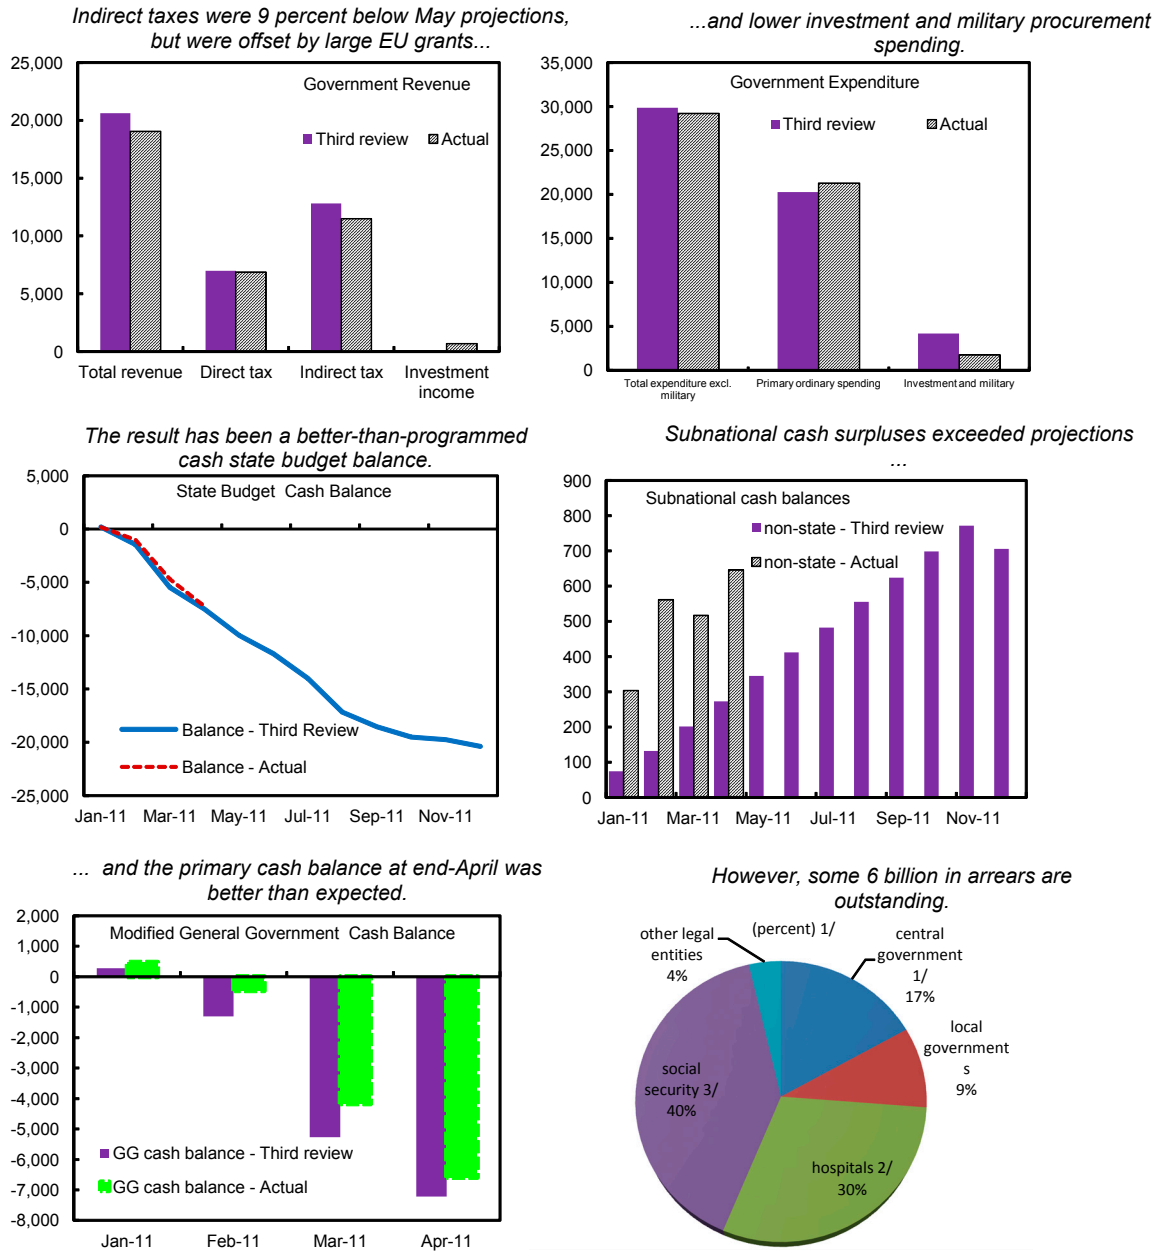 Indirect taxes were 9 percent below May projections,
but were offset by large EU grants...
25,000
20,000
15,000
10,000
5,000
0
Government Revenue
Third review
Actual
Total revenue
Direct tax
Indirect tax
Investment
income
...and lower investment and military procurement
spending.
35,000
30,000
25,000
20,000
15,000
10,000
5,000
0
Government Expenditure
Third review
Actual
Total expenditure excl.
military
Primary ordinary spending
Investment and military
The result has been a better-than-programmed
cash state budget balance.
5,000
0
-5,000
-10,000
-15,000
-20,000
-25,000
State Budget Cash Balance
Balance - Third Review
Balance - Actual
Jan-11
Mar-11
May-11
Jul-11
Sep-11
Nov-11
Subnational cash surpluses exceeded projections
...
900
800
700
600
500
400
300
200
100
0
Subnational cash balances
non-state - Third review
non-state - Actual
Jan-11
Mar-11
May-11
Jul-11
Sep-11
Nov-11
... and the primary cash balance at end-April was
better than expected.
2,000
1,000
0
-1,000
-2,000
-3,000
-4,000
-5,000
-6,000
-7,000
-8,000
Modified General Government Cash Balance
GG cash balance - Third review
GG cash balance - Actual
Jan-11
Feb-11
Mar-11
Apr-11
However, some 6 billion in arrears are
outstanding.
(percent) 1/
other legal
entities
4%
central
government
1/
17%
local
government
s
9%
social
security 3/
40%
hospitals 2/
30%